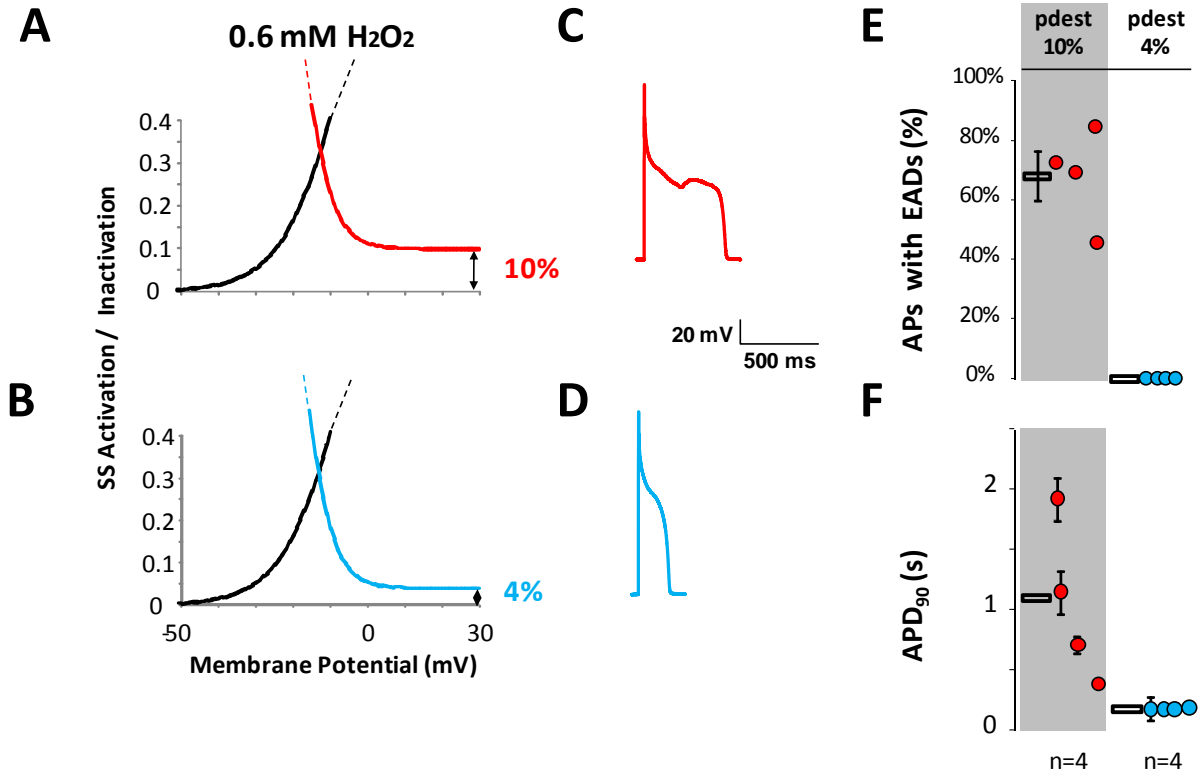 A
0.6 mM H₂O₂
SS Activation / Inactivation
0.4
0.3
0.2
0.1
0
10%
B
0.4
0.3
0.2
0.1
0
4%
-50
0
30
Membrane Potential (mV)
C
20 mV
500 ms
D
E
pdest
10%
pdest
4%
APs with EADs (%)
100%
80%
60%
40%
20%
0%
F
APD₉₀ (s)
2
1
0
n=4
n=4